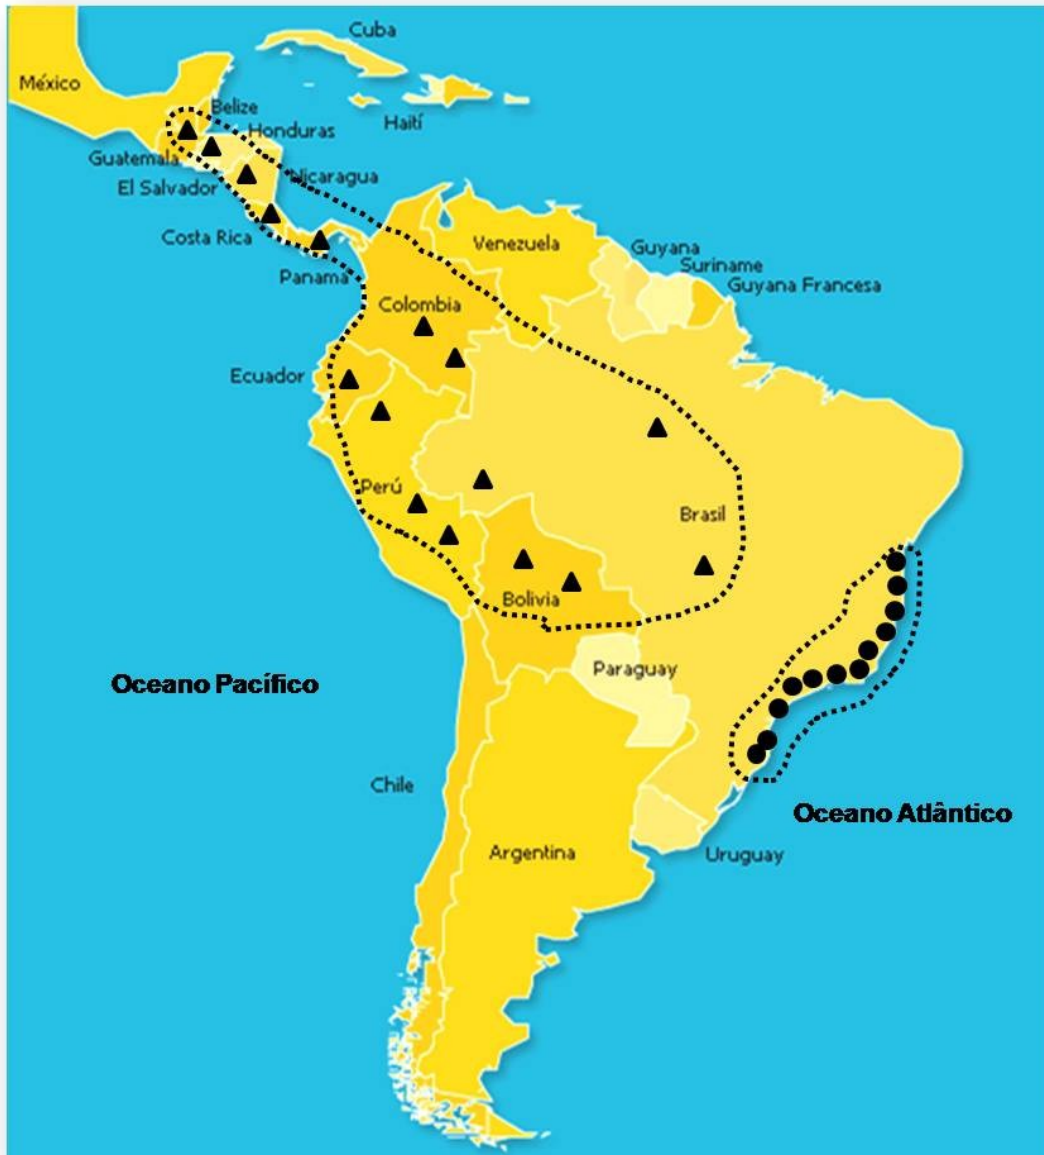 Cuba
México
Belize
Haití
Honduras
Guatemala
Nicaragua
El Salvador
Costa Rica
Venezuela
Guyana
Suriname
Panama
Guyana Francesa
Colombia
Ecuador
Perú
Brasil
Bolivia
Paraguay
Oceano Pacífico
Chile
Oceano Atlântico
Argentina
Uruguay